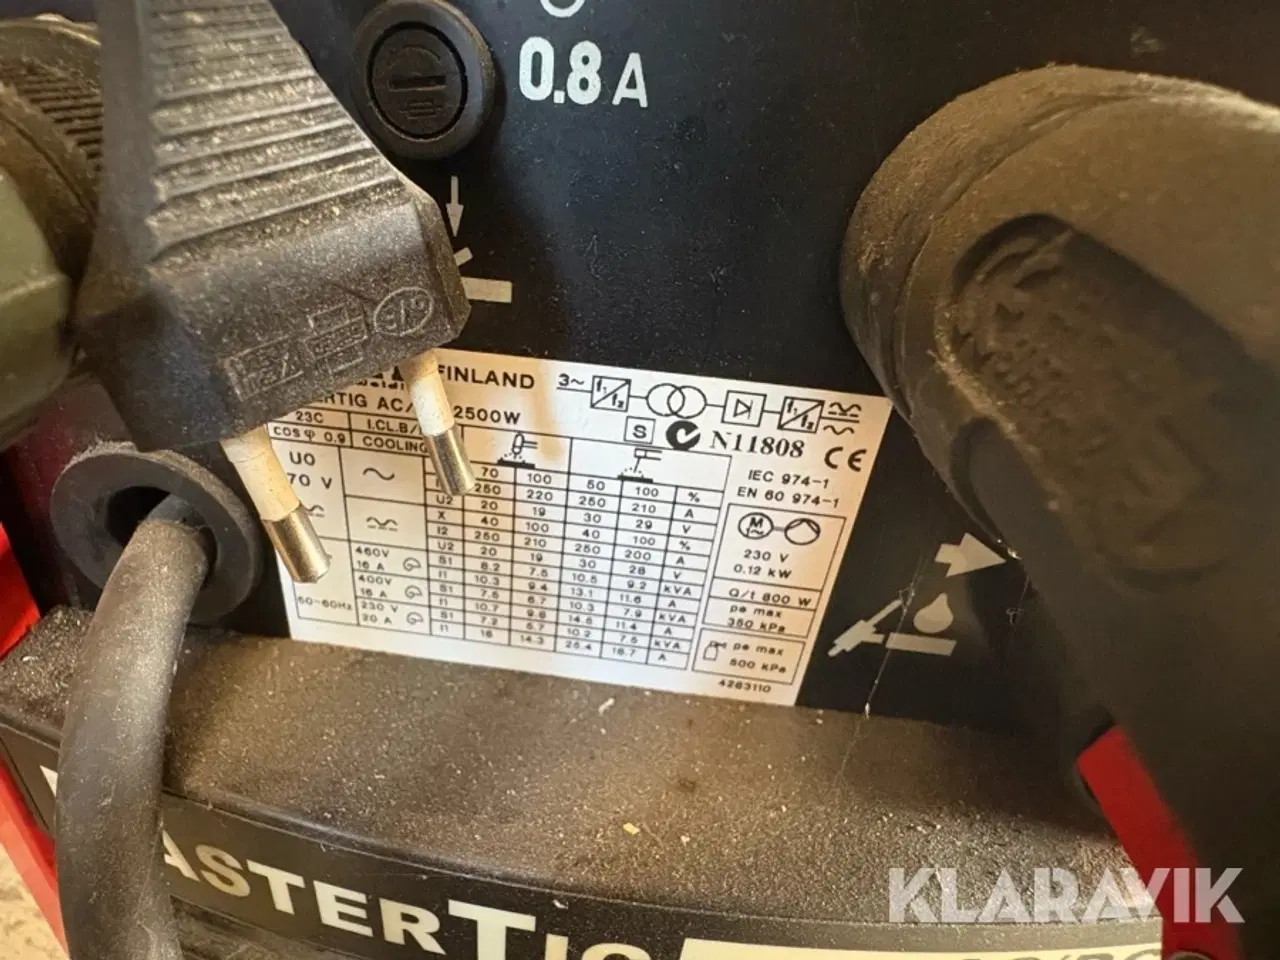 0.8 A
FINLAND
3~
2500W
S
N11808
CE
23C
I.CL.B/
COS φ 0.9
COOLING
IEC 974-1
EN 60 974-1
UO
70 V
70 100 50 100 %
250 220 250 210 A
U2 20 19 30 29 V
X 40 100 40 100 %
I2 250 210 250 200 A
U2 20 19 30 28 V
460V
16 A
S1 8.2 7.5 10.5 9.2 kVA
I1 10.3 9.4 13.1 11.6 A
400V
16 A
S1 7.5 6.7 10.3 7.9 kVA
I1 10.7 9.8 14.8 11.4 A
50-60Hz
230 V
20 A
S1 7.2 5.7 10.2 7.5 kVA
I1 16 14.3 25.4 18.7 A
M
230 V
0.12 kW
Q/t 800 W
pe max
350 kPa
pe max
500 kPa
4283110
ASTERTIG
KLARAVIK